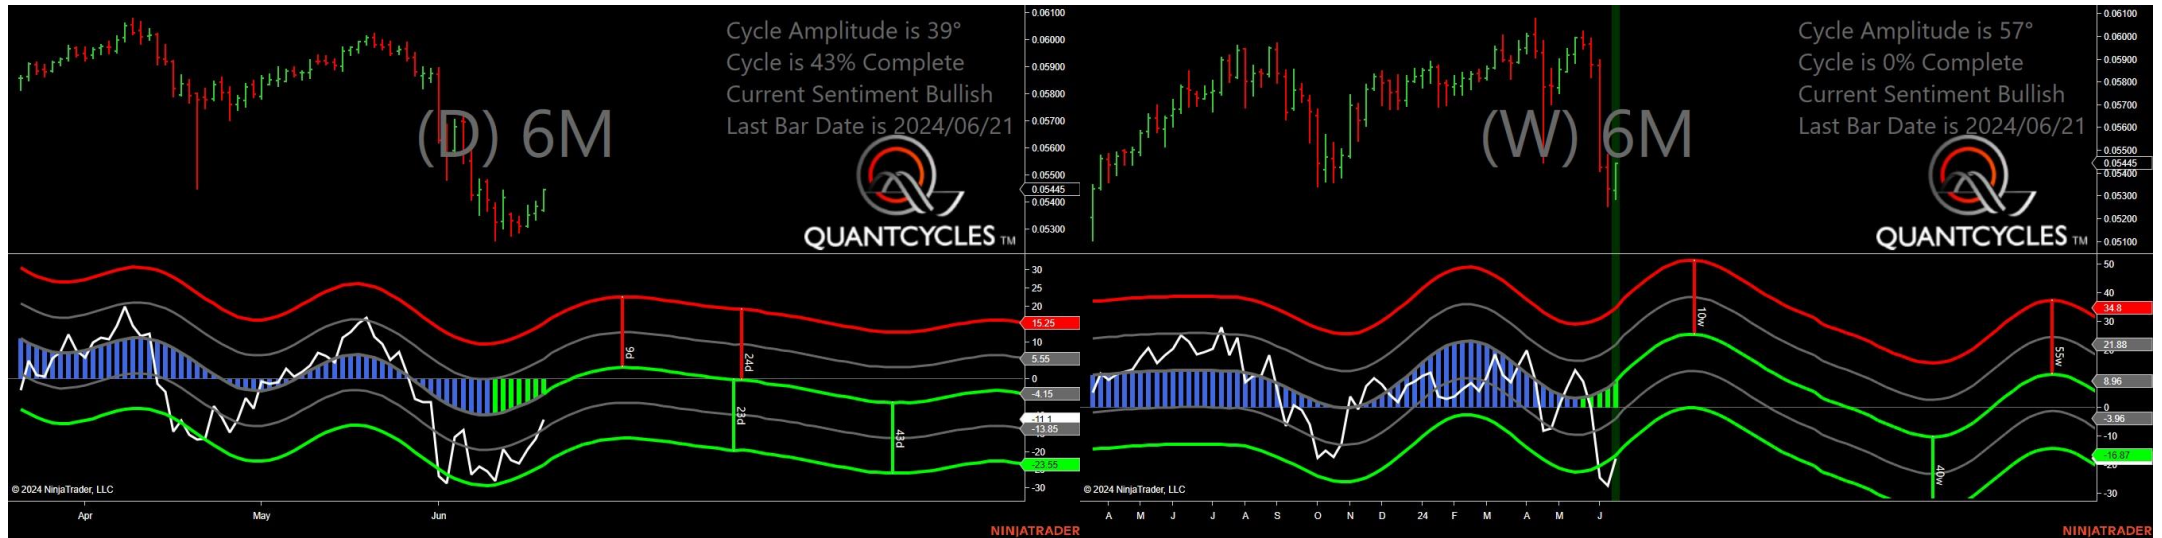 Cycle Amplitude is 39°
Cycle is 43% Complete
Current Sentiment Bullish
Last Bar Date is 2024/06/21
(D) 6M
QUANTCYCLES TM
0.06100
0.06000
0.05900
0.05800
0.05700
0.05600
0.05500
0.05445
0.05400
0.05300
30
25
20
15.25
10
5.55
0
-4.15
-11.1
-13.85
-20
-23.55
-30
9d
24d
23d
43d
© 2024 NinjaTrader, LLC
Apr
May
Jun
NINJATRADER
Cycle Amplitude is 57°
Cycle is 0% Complete
Current Sentiment Bullish
Last Bar Date is 2024/06/21
(W) 6M
QUANTCYCLES TM
0.06100
0.06000
0.05900
0.05800
0.05700
0.05600
0.05500
0.05445
0.05400
0.05300
0.05200
0.05100
50
40
34.8
30
21.88
8.96
0
-3.96
-10
-16.87
-30
10w
55w
40w
© 2024 NinjaTrader, LLC
A M J J A S O N D 24 F M A M J
NINJATRADER